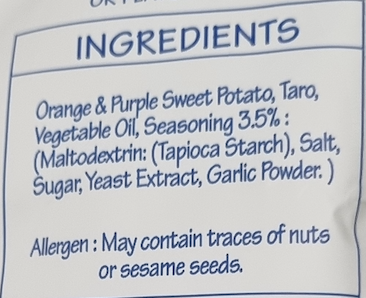 INGREDIENTS
Orange & Purple Sweet Potato, Taro,
Vegetable Oil, Seasoning 3.5% :
(Maltodextrin: (Tapioca Starch), Salt,
Sugar, Yeast Extract, Garlic Powder. )
Allergen : May contain traces of nuts
or sesame seeds.